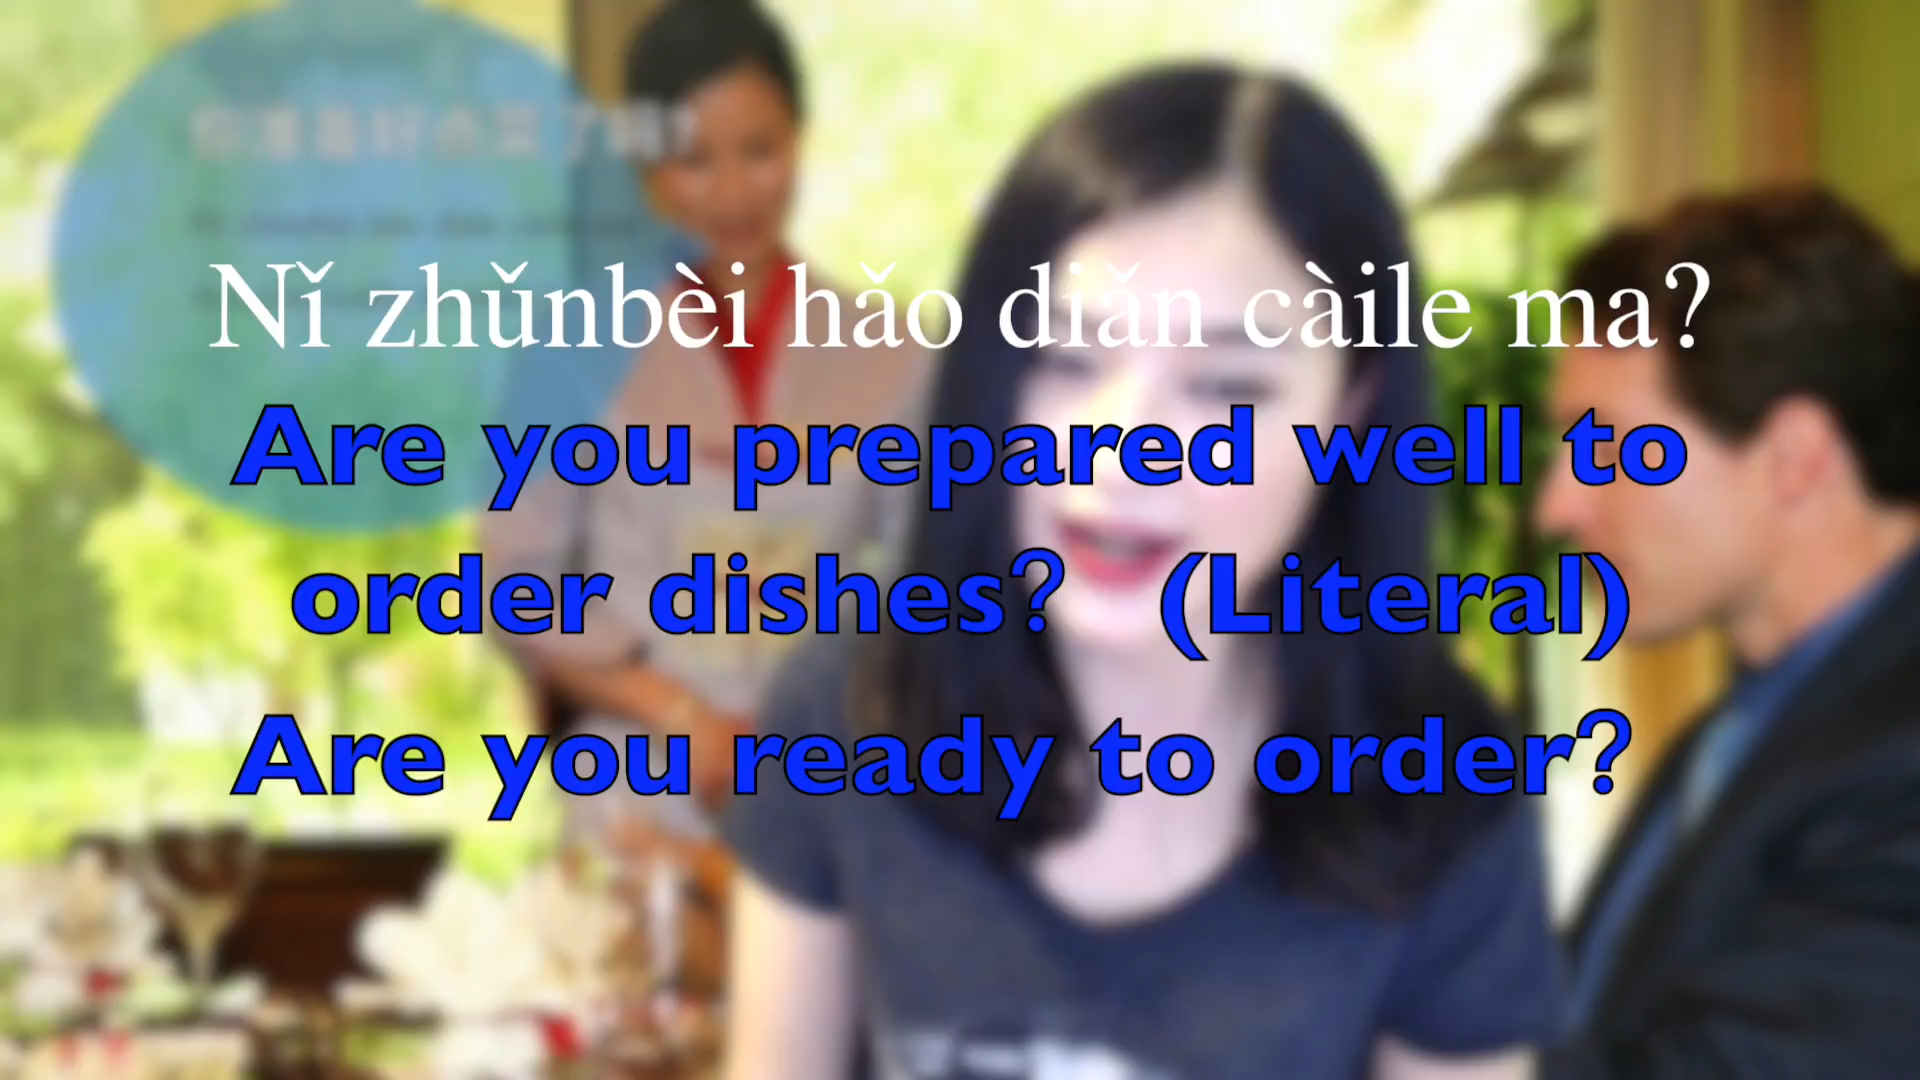 Nǐ zhǔnbèi hǎo diǎn càile ma?
Are you prepared well to
order dishes? (Literal)
Are you ready to order?